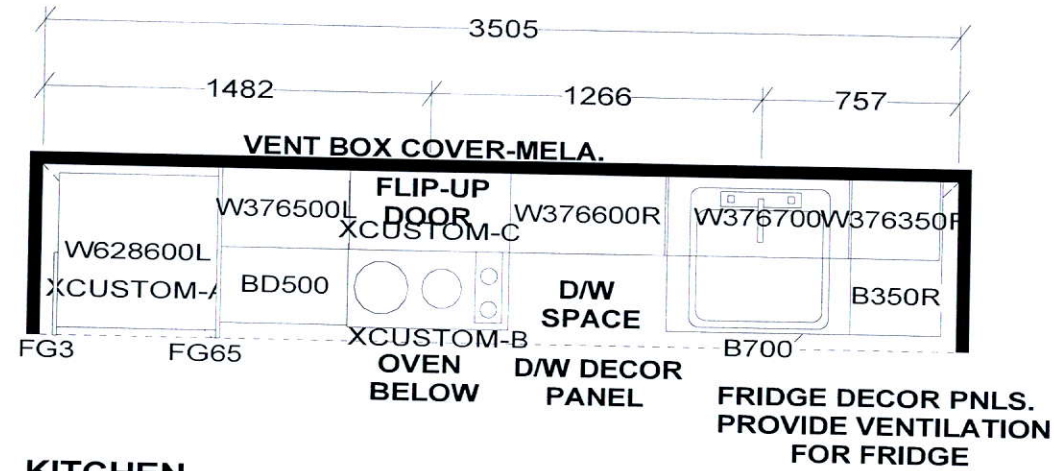 3505
1482
1266
757
VENT BOX COVER-MELA.
FLIP-UP
DOOR
W376500L
XCUSTOM-C
W376600R
W376700
W376350R
W628600L
XCUSTOM-A
BD500
D/W
SPACE
B350R
XCUSTOM-B
FG3
FG65
OVEN
BELOW
D/W DECOR
PANEL
B700
FRIDGE DECOR PNLS.
PROVIDE VENTILATION
FOR FRIDGE
KITCHEN